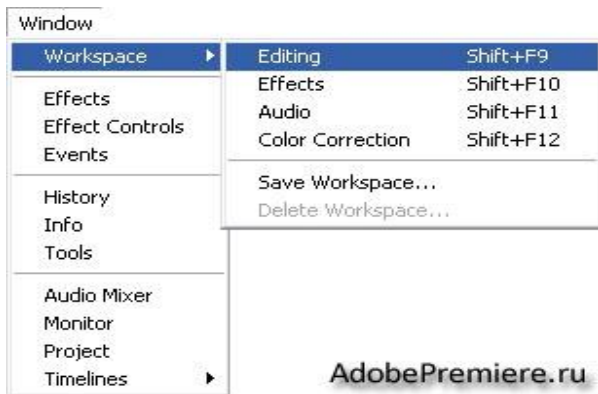 Window
Workspace
Effects
Effect Controls
Events
History
Info
Tools
Audio Mixer
Monitor
Project
Timelines
Editing Shift+F9
Effects Shift+F10
Audio Shift+F11
Color Correction Shift+F12
Save Workspace...
Delete Workspace...
AdobePremiere.ru